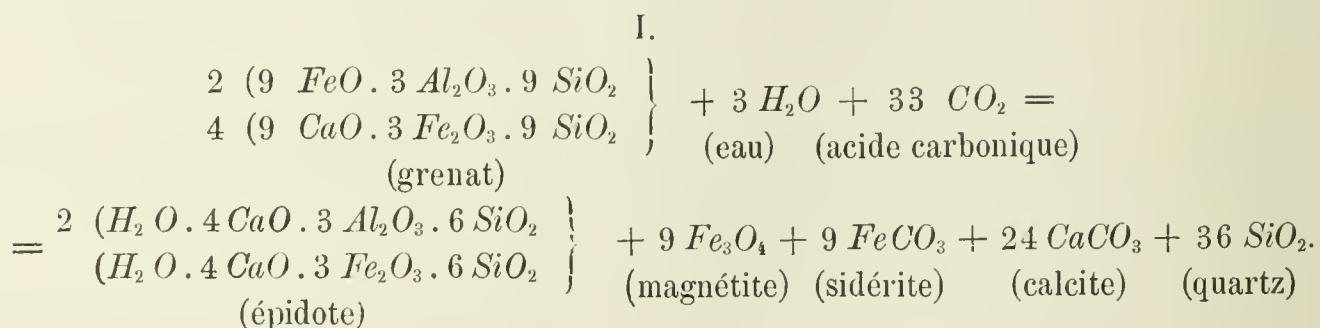 I.
2 (9 FeO . 3 Al₂O₃ . 9 SiO₂ }
4 (9 CaO . 3 Fe₂O₃ . 9 SiO₂ } + 3 H₂O + 33 CO₂ =
(grenat) (eau) (acide carbonique)
= 2 (H₂ O . 4 CaO . 3 Al₂O₃ . 6 SiO₂ }
(H₂ O . 4 CaO . 3 Fe₂O₃ . 6 SiO₂ } + 9 Fe₃O₄ + 9 FeCO₃ + 24 CaCO₃ + 36 SiO₂.
(épidote) (magnétite) (sidérite) (calcite) (quartz)